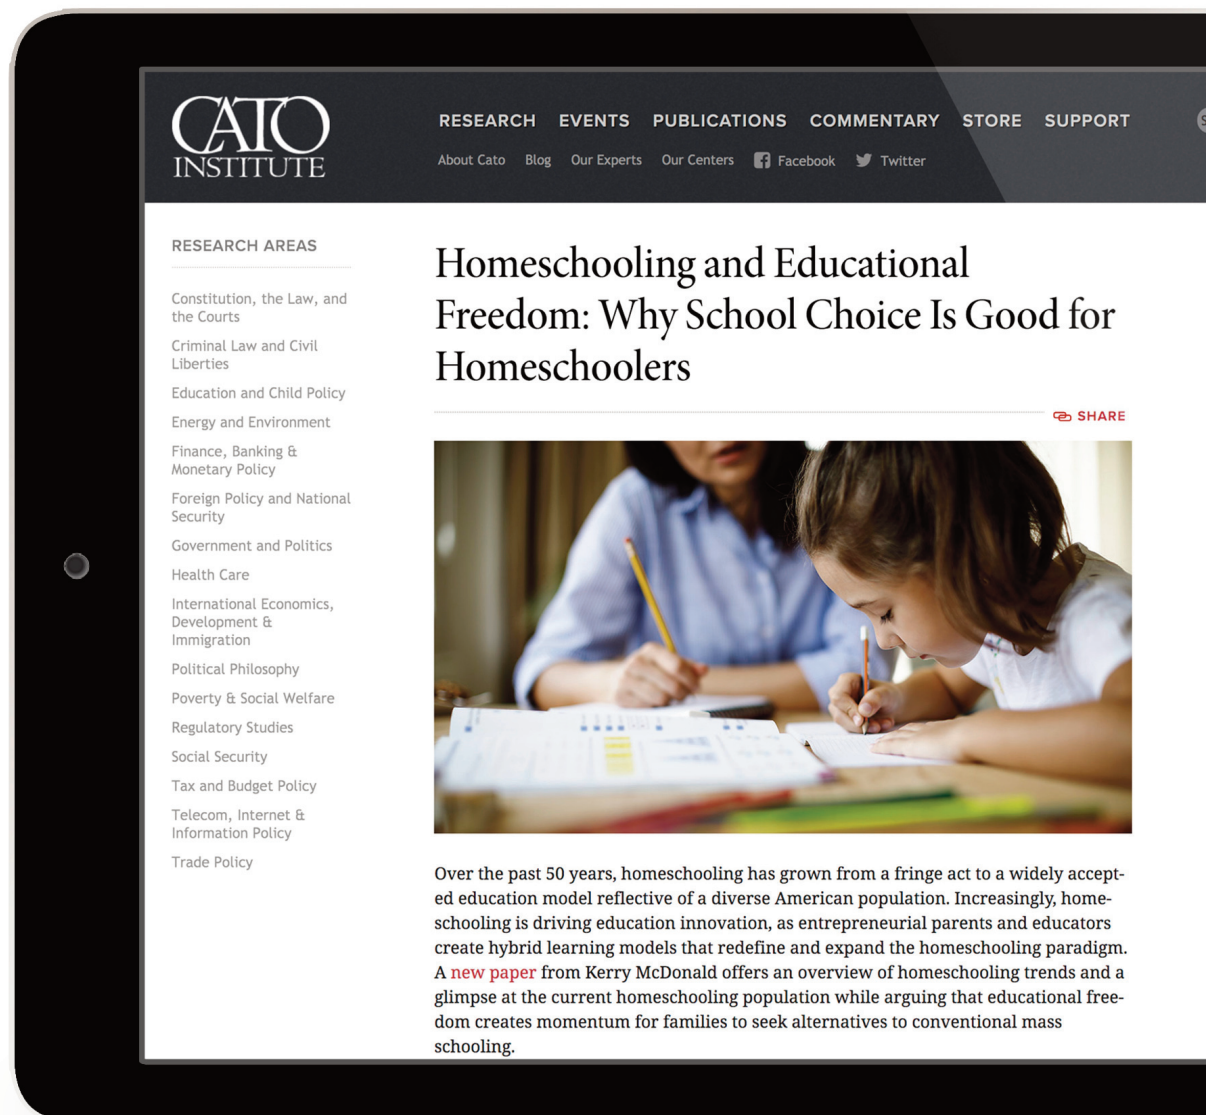 CATO
INSTITUTE
RESEARCH EVENTS PUBLICATIONS COMMENTARY STORE SUPPORT
About Cato Blog Our Experts Our Centers Facebook Twitter
RESEARCH AREAS
Constitution, the Law, and
the Courts
Criminal Law and Civil
Liberties
Education and Child Policy
Energy and Environment
Finance, Banking &
Monetary Policy
Foreign Policy and National
Security
Government and Politics
Health Care
International Economics,
Development &
Immigration
Political Philosophy
Poverty & Social Welfare
Regulatory Studies
Social Security
Tax and Budget Policy
Telecom, Internet &
Information Policy
Trade Policy
Homeschooling and Educational
Freedom: Why School Choice Is Good for
Homeschoolers
SHARE
Over the past 50 years, homeschooling has grown from a fringe act to a widely accept-
ed education model reflective of a diverse American population. Increasingly, home-
schooling is driving education innovation, as entrepreneurial parents and educators
create hybrid learning models that redefine and expand the homeschooling paradigm.
A new paper from Kerry McDonald offers an overview of homeschooling trends and a
glimpse at the current homeschooling population while arguing that educational free-
dom creates momentum for families to seek alternatives to conventional mass
schooling.